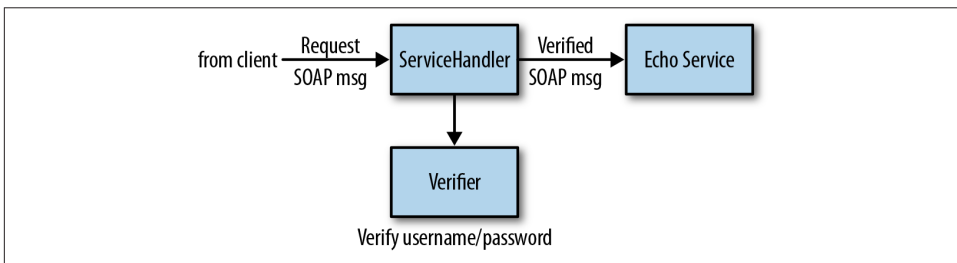 Request
Verified
from client
ServiceHandler
Echo Service
SOAP msg
SOAP msg
Verifier
Verify username/password